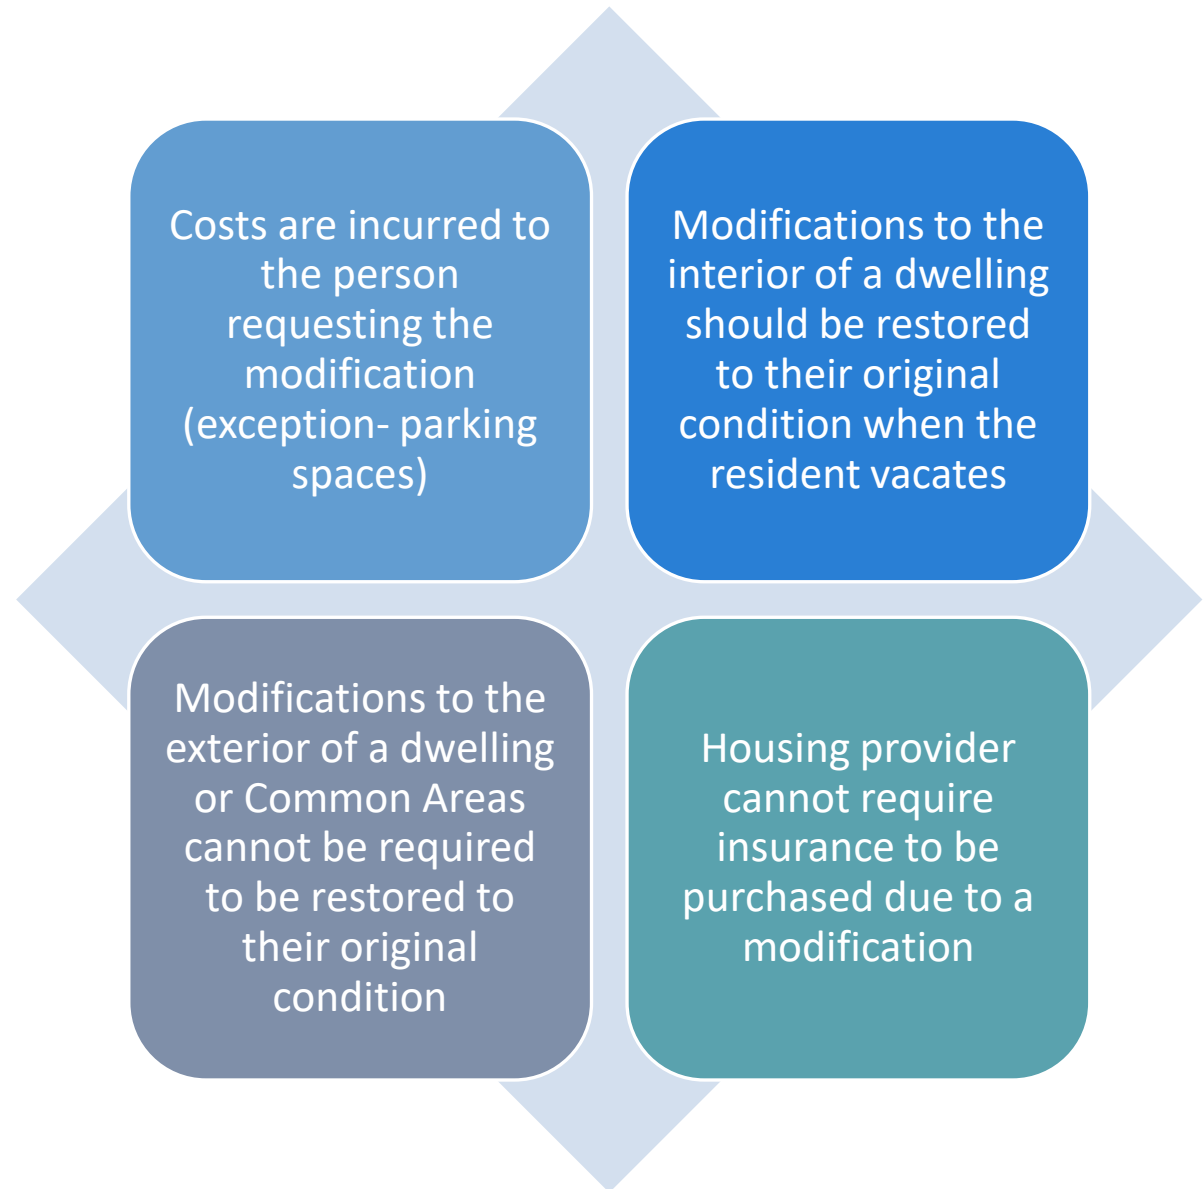 Costs are incurred to
the person
requesting the
modification
(exception- parking
spaces)
Modifications to the
interior of a dwelling
should be restored
to their original
condition when the
resident vacates
Modifications to the
exterior of a dwelling
or Common Areas
cannot be required
to be restored to
their original
condition
Housing provider
cannot require
insurance to be
purchased due to a
modification